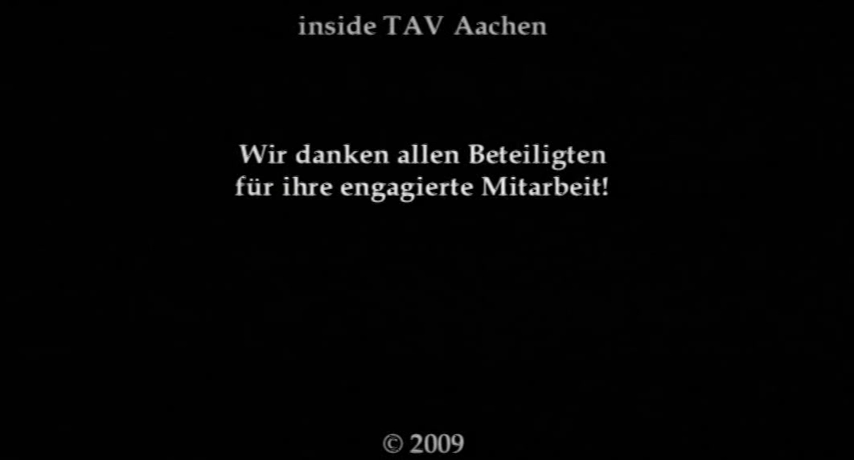 inside TAV Aachen
Wir danken allen Beteiligten
für ihre engagierte Mitarbeit!
© 2009